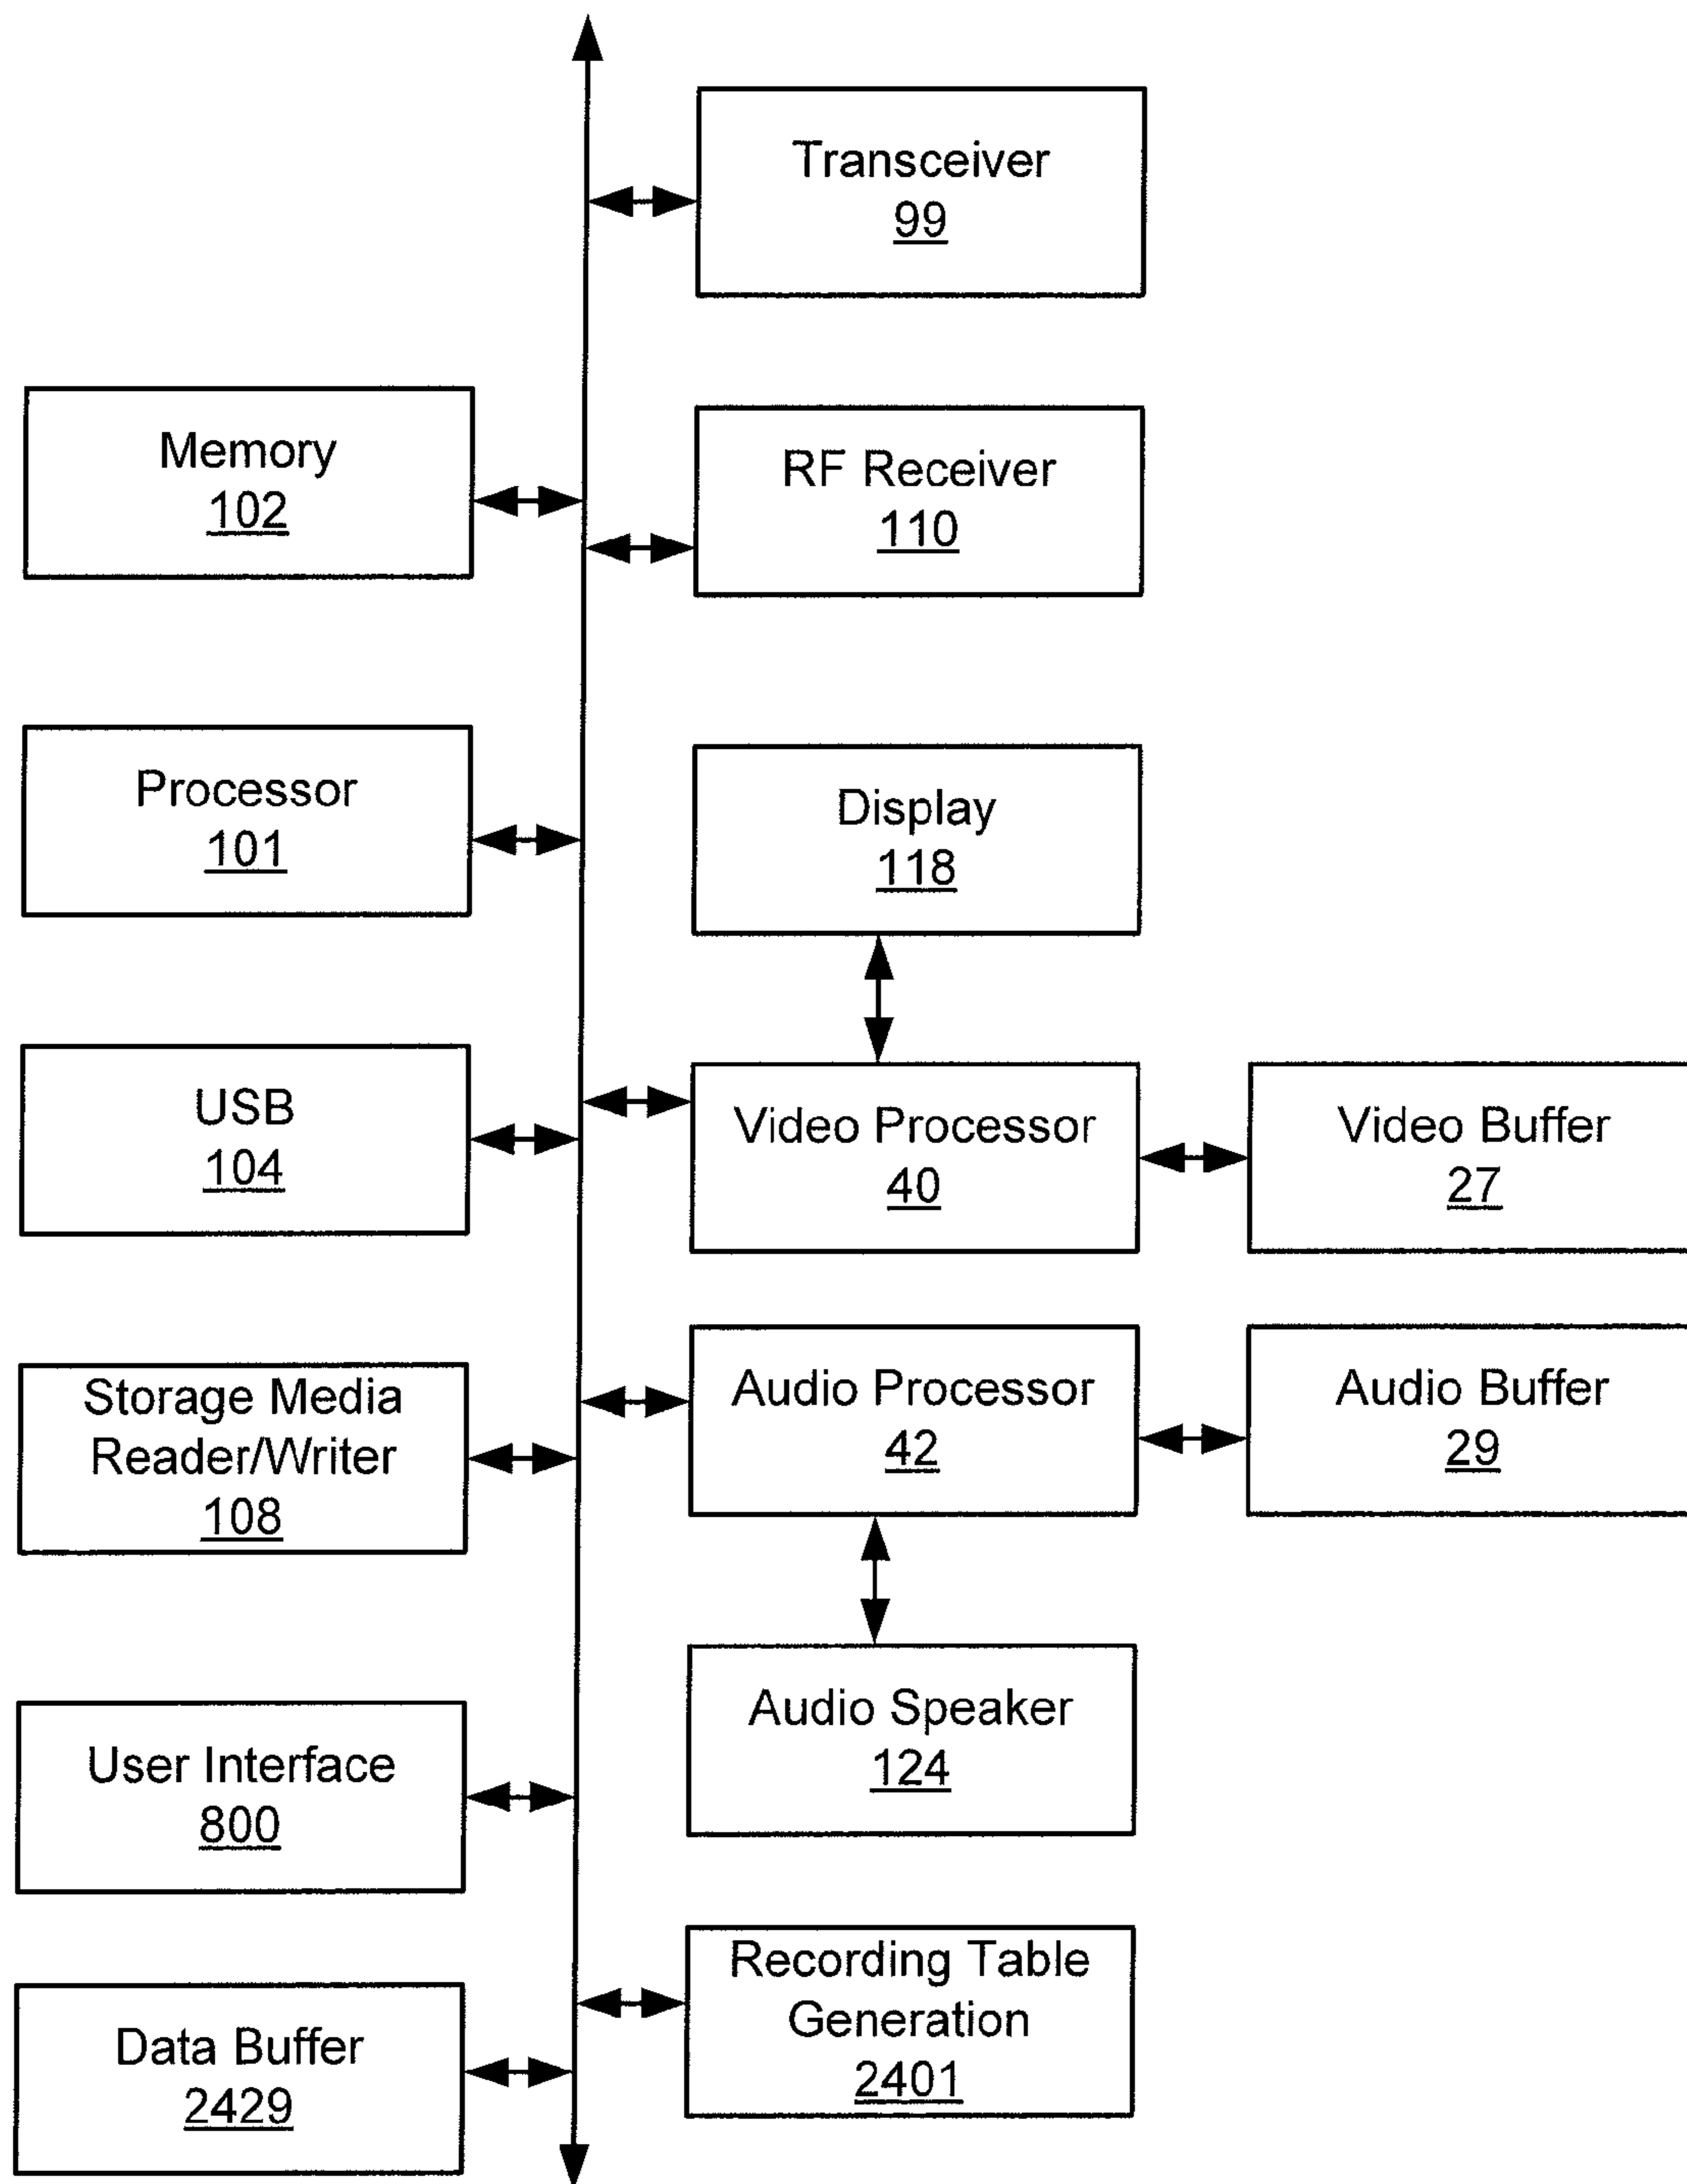 Transceiver
99
Memory
102
RF Receiver
110
Processor
101
Display
118
USB
104
Video Processor
40
Video Buffer
27
Storage Media
Reader/Writer
108
Audio Processor
42
Audio Buffer
29
User Interface
800
Audio Speaker
124
Data Buffer
2429
Recording Table
Generation
2401